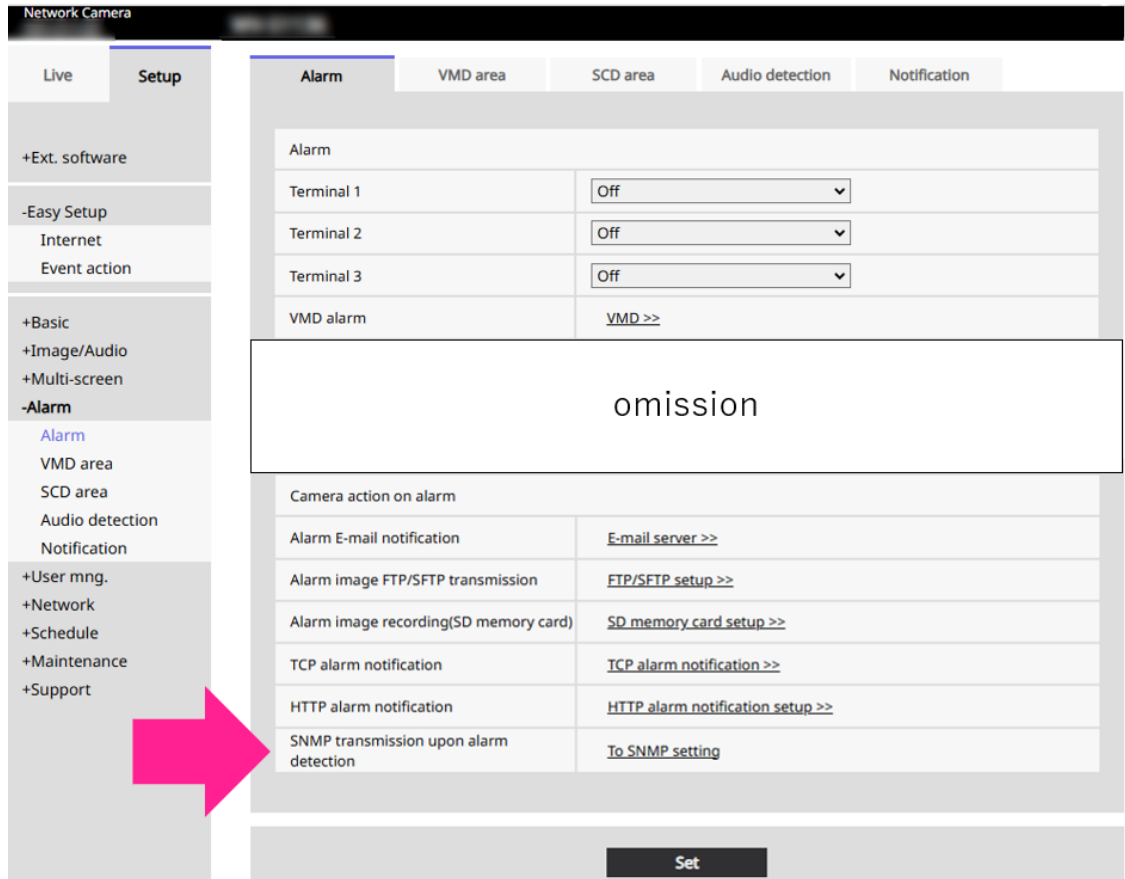 Network Camera
Live
Setup
+Ext. software
-Easy Setup
Internet
Event action
+Basic
+Image/Audio
+Multi-screen
-Alarm
Alarm
VMD area
SCD area
Audio detection
Notification
+User mng.
+Network
+Schedule
+Maintenance
+Support
Alarm VMD area SCD area Audio detection Notification
Alarm
Terminal 1 Off
Terminal 2 Off
Terminal 3 Off
VMD alarm VMD >>
omission
Camera action on alarm
Alarm E-mail notification E-mail server >>
Alarm image FTP/SFTP transmission FTP/SFTP setup >>
Alarm image recording(SD memory card) SD memory card setup >>
TCP alarm notification TCP alarm notification >>
HTTP alarm notification HTTP alarm notification setup >>
SNMP transmission upon alarm
detection To SNMP setting
Set